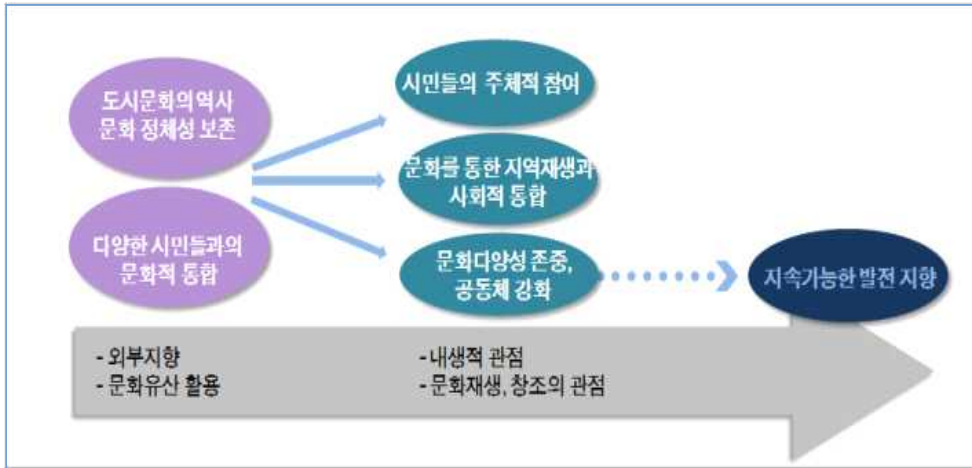 도시문화의 역사
문화 정체성 보존
다양한 시민들과의
문화적 통합
시민들의 주체적 참여
문화를 통한 지역재생과
사회적 통합
문화다양성 존중,
공동체 강화
지속가능한 발전 지향
- 외부지향
- 문화유산 활용
- 내생적 관점
- 문화재생, 창조의 관점